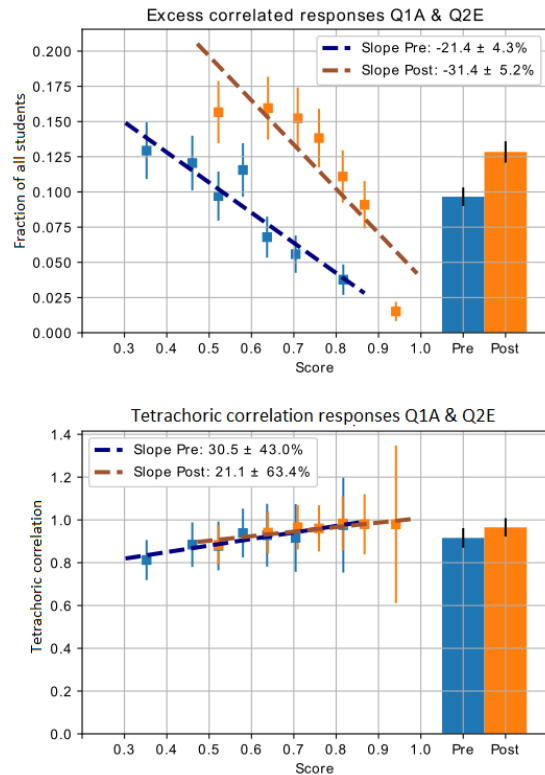 Excess correlated responses Q1A & Q2E
Slope Pre: -21.4 ± 4.3%
Slope Post: -31.4 ± 5.2%
Fraction of all students
0.200
0.175
0.150
0.125
0.100
0.075
0.050
0.025
0.000
0.3 0.4 0.5 0.6 0.7 0.8 0.9 1.0 Pre Post
Score
Tetrachoric correlation responses Q1A & Q2E
Slope Pre: 30.5 ± 43.0%
Slope Post: 21.1 ± 63.4%
Tetrachoric correlation
1.4
1.2
1.0
0.8
0.6
0.4
0.2
0.0
0.3 0.4 0.5 0.6 0.7 0.8 0.9 1.0 Pre Post
Score